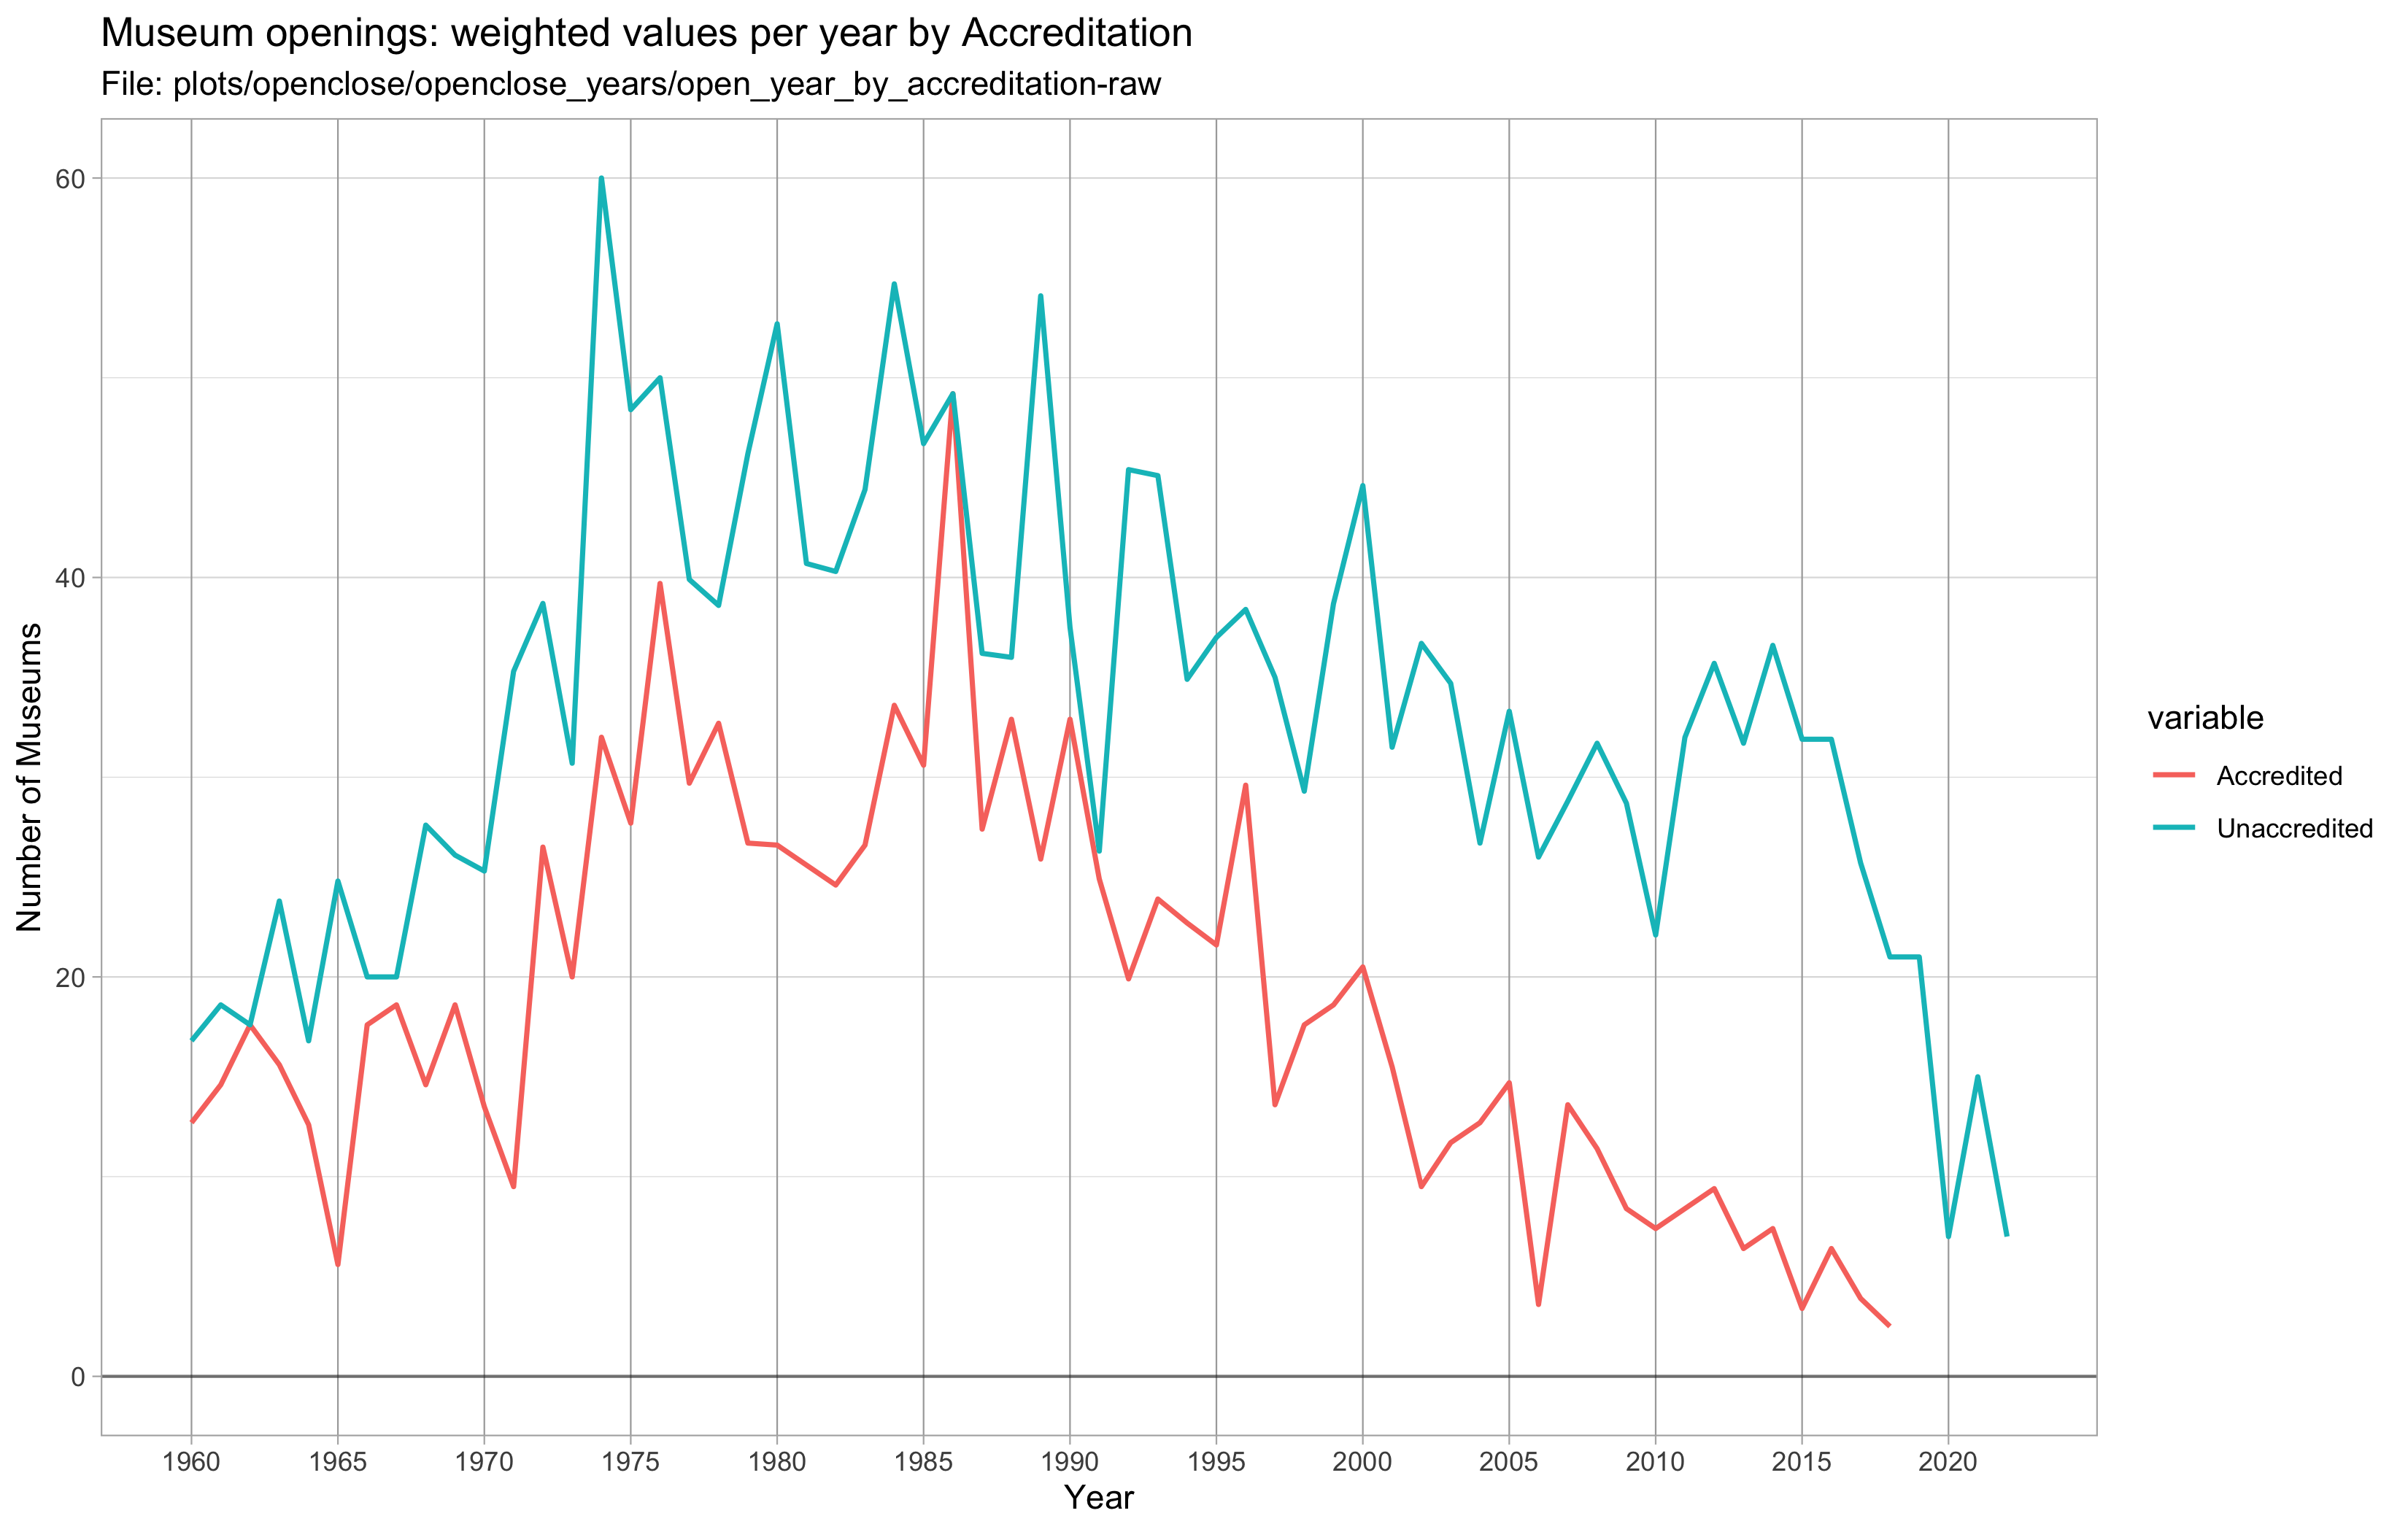 Museum openings: weighted values per year by Accreditation
File: plots/openclose/openclose_years/open_year_by_accreditation-raw
60
40
20
0
Number of Museums
1960 1965 1970 1975 1980 1985 1990 1995 2000 2005 2010 2015 2020
Year
variable
Accredited
Unaccredited